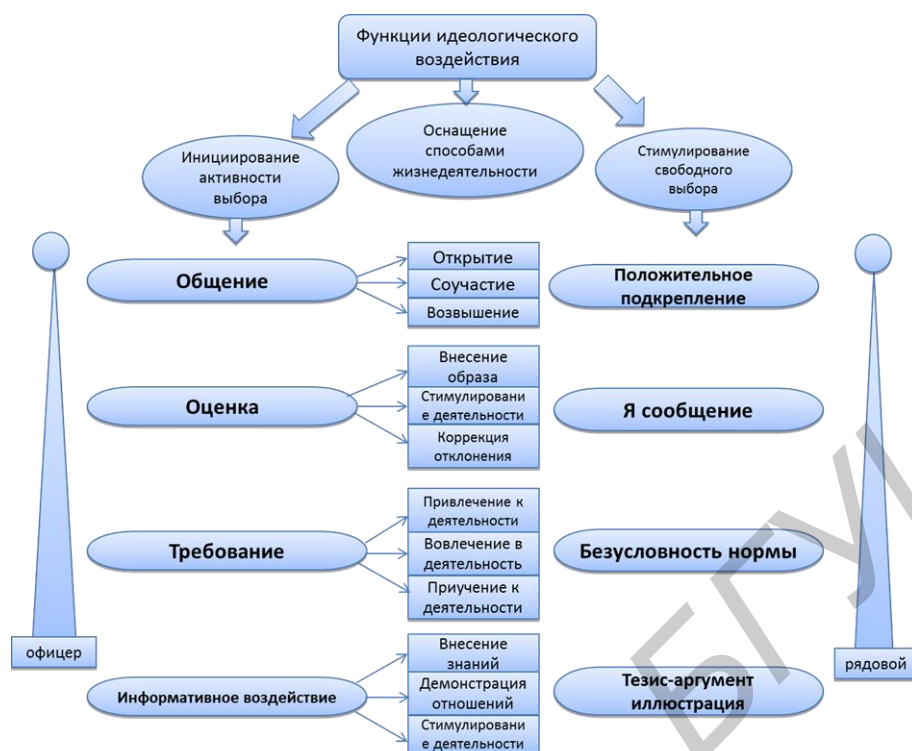 Функции идеологического
воздействия
Инициирование
активности
выбора
Оснащение
способами
жизнедеятельности
Стимулирование
свободного
выбора
Общение
Открытие
Соучастие
Возвышение
Положительное
подкрепление
Оценка
Внесение
образа
Стимулировани
е деятельности
Коррекция
отклонения
Я сообщение
Требование
Привлечение к
деятельности
Вовлечение в
деятельность
Приучение к
деятельности
Безусловность нормы
офицер
рядовой
Информативное воздействие
Внесение
знаний
Демонстрация
отношений
Стимулировани
е деятельности
Тезис-аргумент
иллюстрация